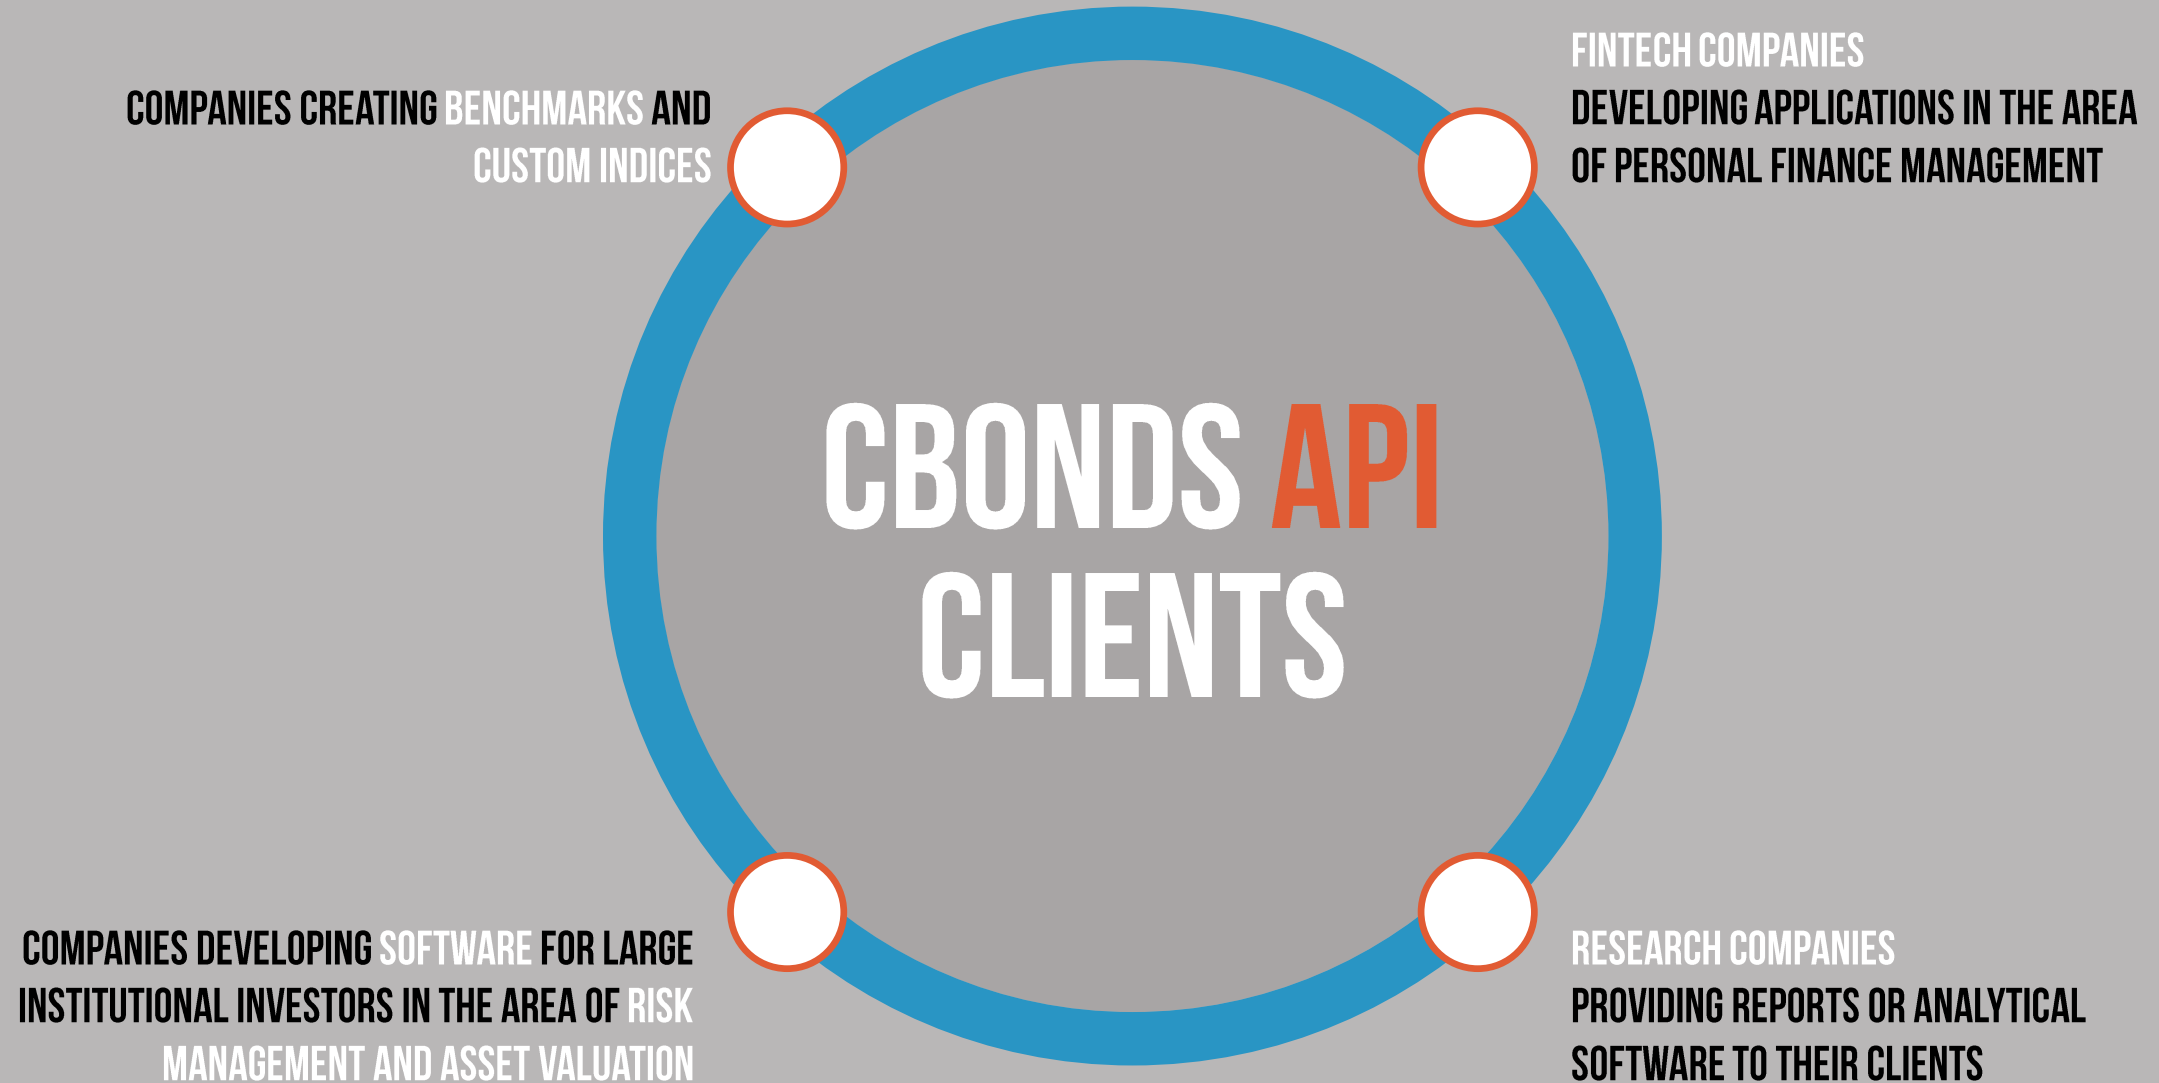 COMPANIES CREATING BENCHMARKS AND
CUSTOM INDICES
FINTECH COMPANIES
DEVELOPING APPLICATIONS IN THE AREA
OF PERSONAL FINANCE MANAGEMENT
CBONDS API
CLIENTS
COMPANIES DEVELOPING SOFTWARE FOR LARGE
INSTITUTIONAL INVESTORS IN THE AREA OF RISK
MANAGEMENT AND ASSET VALUATION
RESEARCH COMPANIES
PROVIDING REPORTS OR ANALYTICAL
SOFTWARE TO THEIR CLIENTS